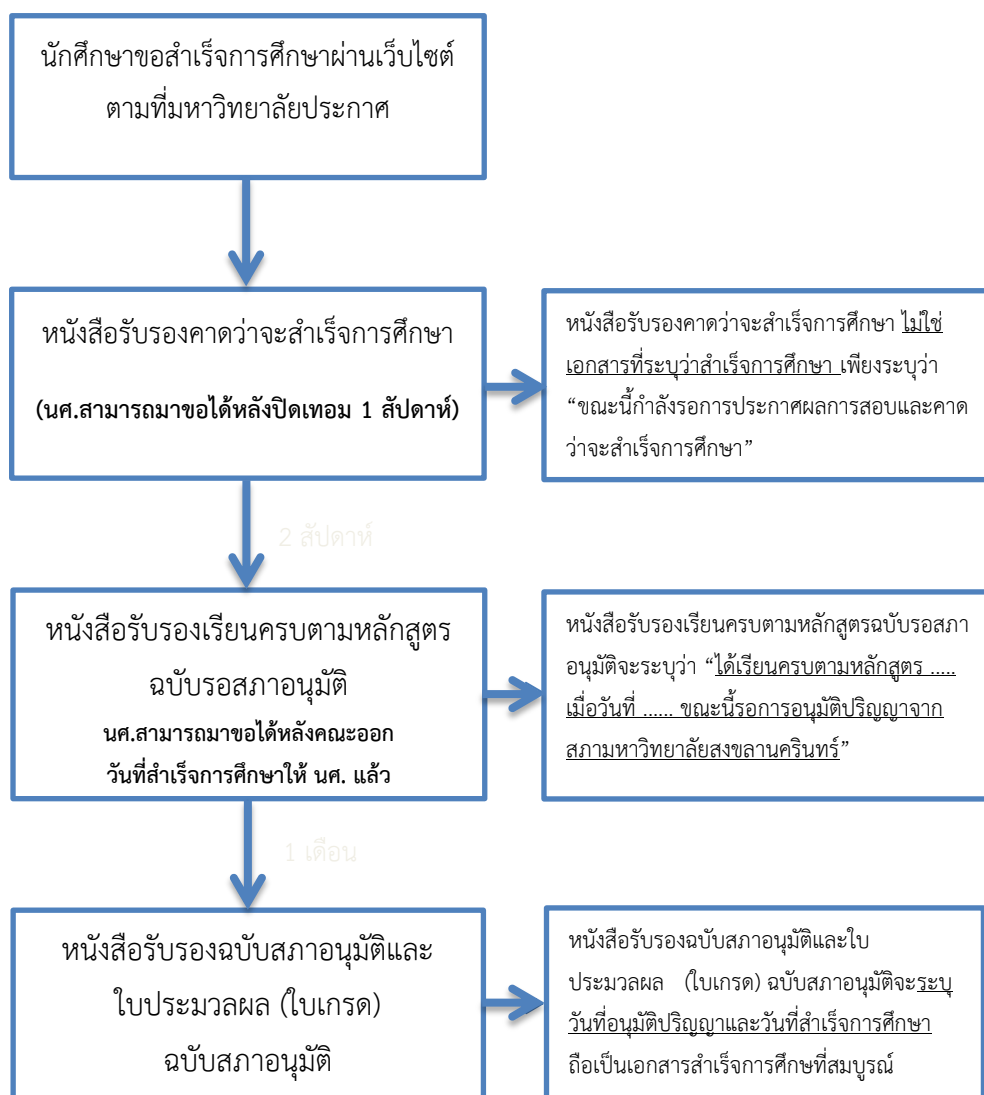 นักศึกษาขอสำเร็จการศึกษาผ่านเว็บไซต์
ตามที่มหาวิทยาลัยประกาศ
หนังสือรับรองคาดว่าจะสำเร็จการศึกษา
(นศ.สามารถมาขอได้หลังปิดเทอม 1 สัปดาห์)
หนังสือรับรองคาดว่าจะสำเร็จการศึกษา ไม่ใช่
เอกสารที่ระบุว่าสำเร็จการศึกษา เพียงระบุว่า
“ขณะนี้กำลังรอการประกาศผลการสอบและคาด
ว่าจะสำเร็จการศึกษา”
2 สัปดาห์
หนังสือรับรองเรียนครบตามหลักสูตร
ฉบับรอสภาอนุมัติ
นศ.สามารถมาขอได้หลังคณะออก
วันที่สำเร็จการศึกษาให้ นศ. แล้ว
หนังสือรับรองเรียนครบตามหลักสูตรฉบับรอสภา
อนุมัติจะระบุว่า “ได้เรียนครบตามหลักสูตร .....
เมื่อวันที่ ...... ขณะนี้รอการอนุมัติปริญญาจาก
สภามหาวิทยาลัยสงขลานครินทร์”
1 เดือน
หนังสือรับรองฉบับสภาอนุมัติและ
ใบประมวลผล (ใบเกรด)
ฉบับสภาอนุมัติ
หนังสือรับรองฉบับสภาอนุมัติและใบ
ประมวลผล (ใบเกรด) ฉบับสภาอนุมัติจะระบุ
วันที่อนุมัติปริญญาและวันที่สำเร็จการศึกษา
ถือเป็นเอกสารสำเร็จการศึกษที่สมบูรณ์